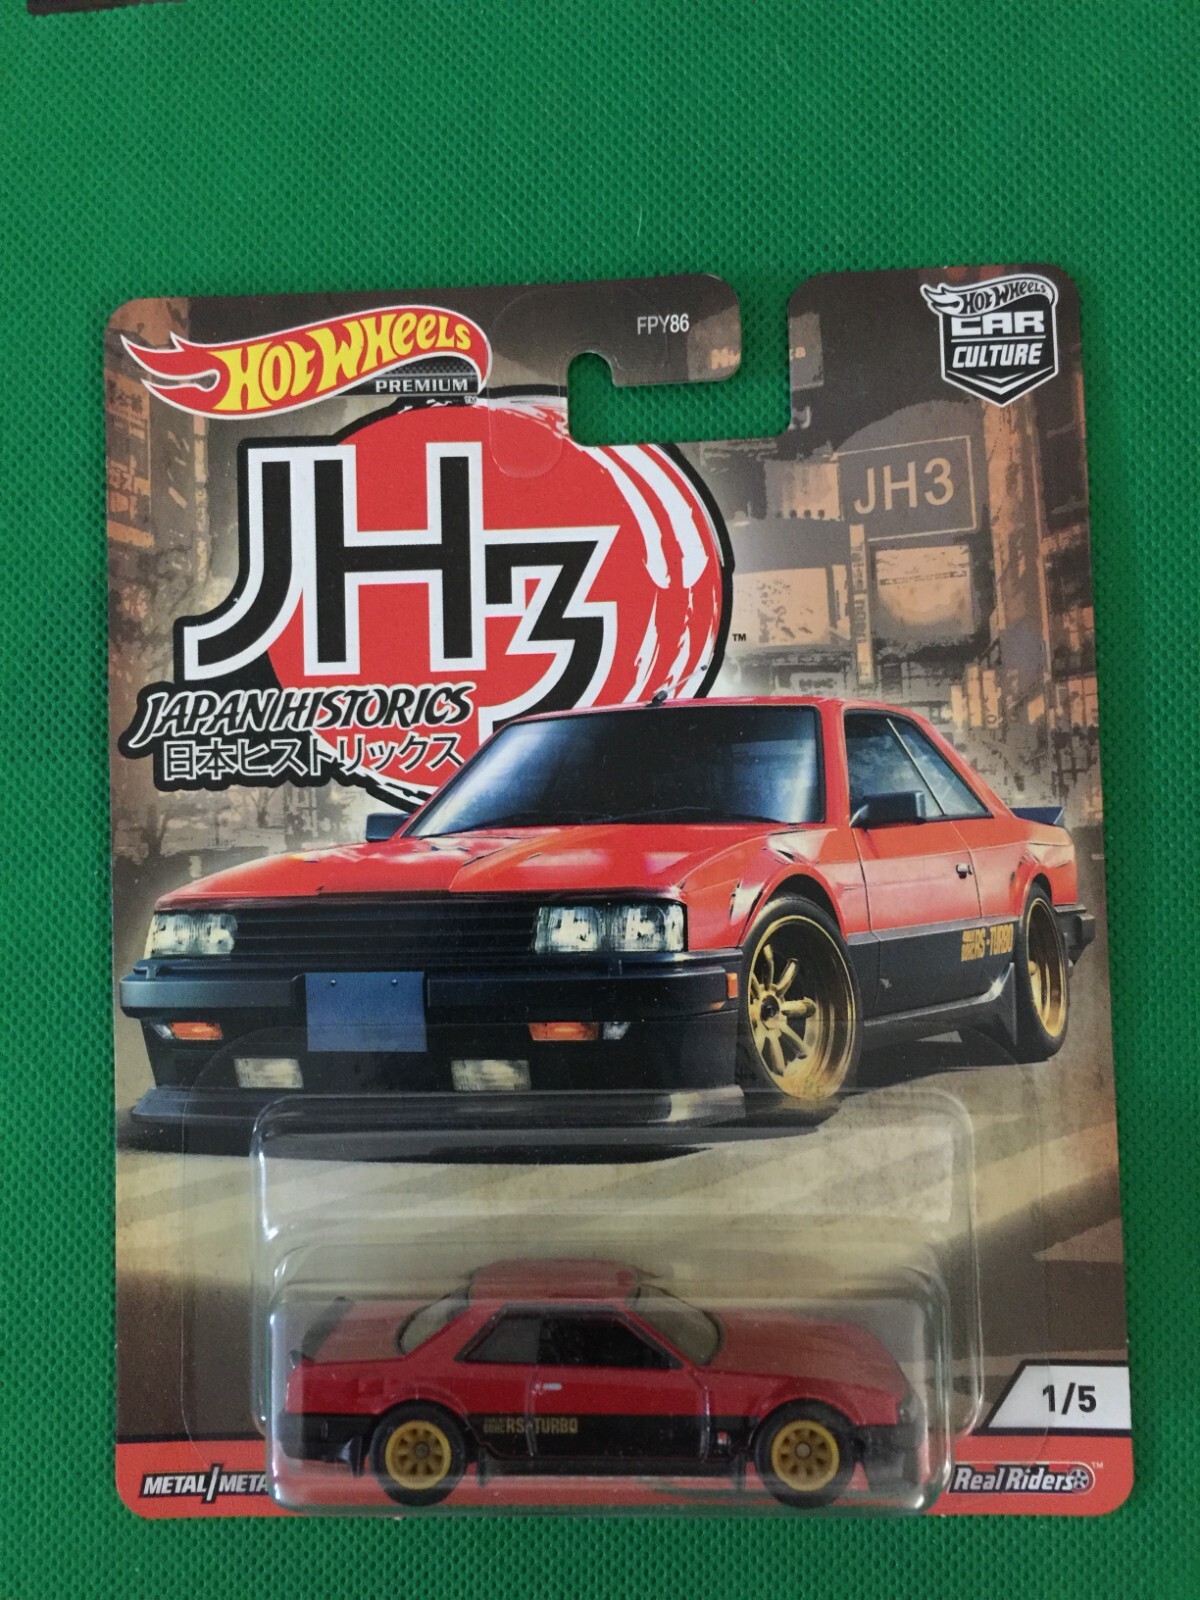 FPY86
HOT WHEELS
PREMIUM
HOT WHEELS
CAR
CULTURE
JH3
JH3
JAPAN HISTORICS
日本ヒストリックス
RS-TURBO
RS-TURBO
1/5
METAL/META
Real Riders